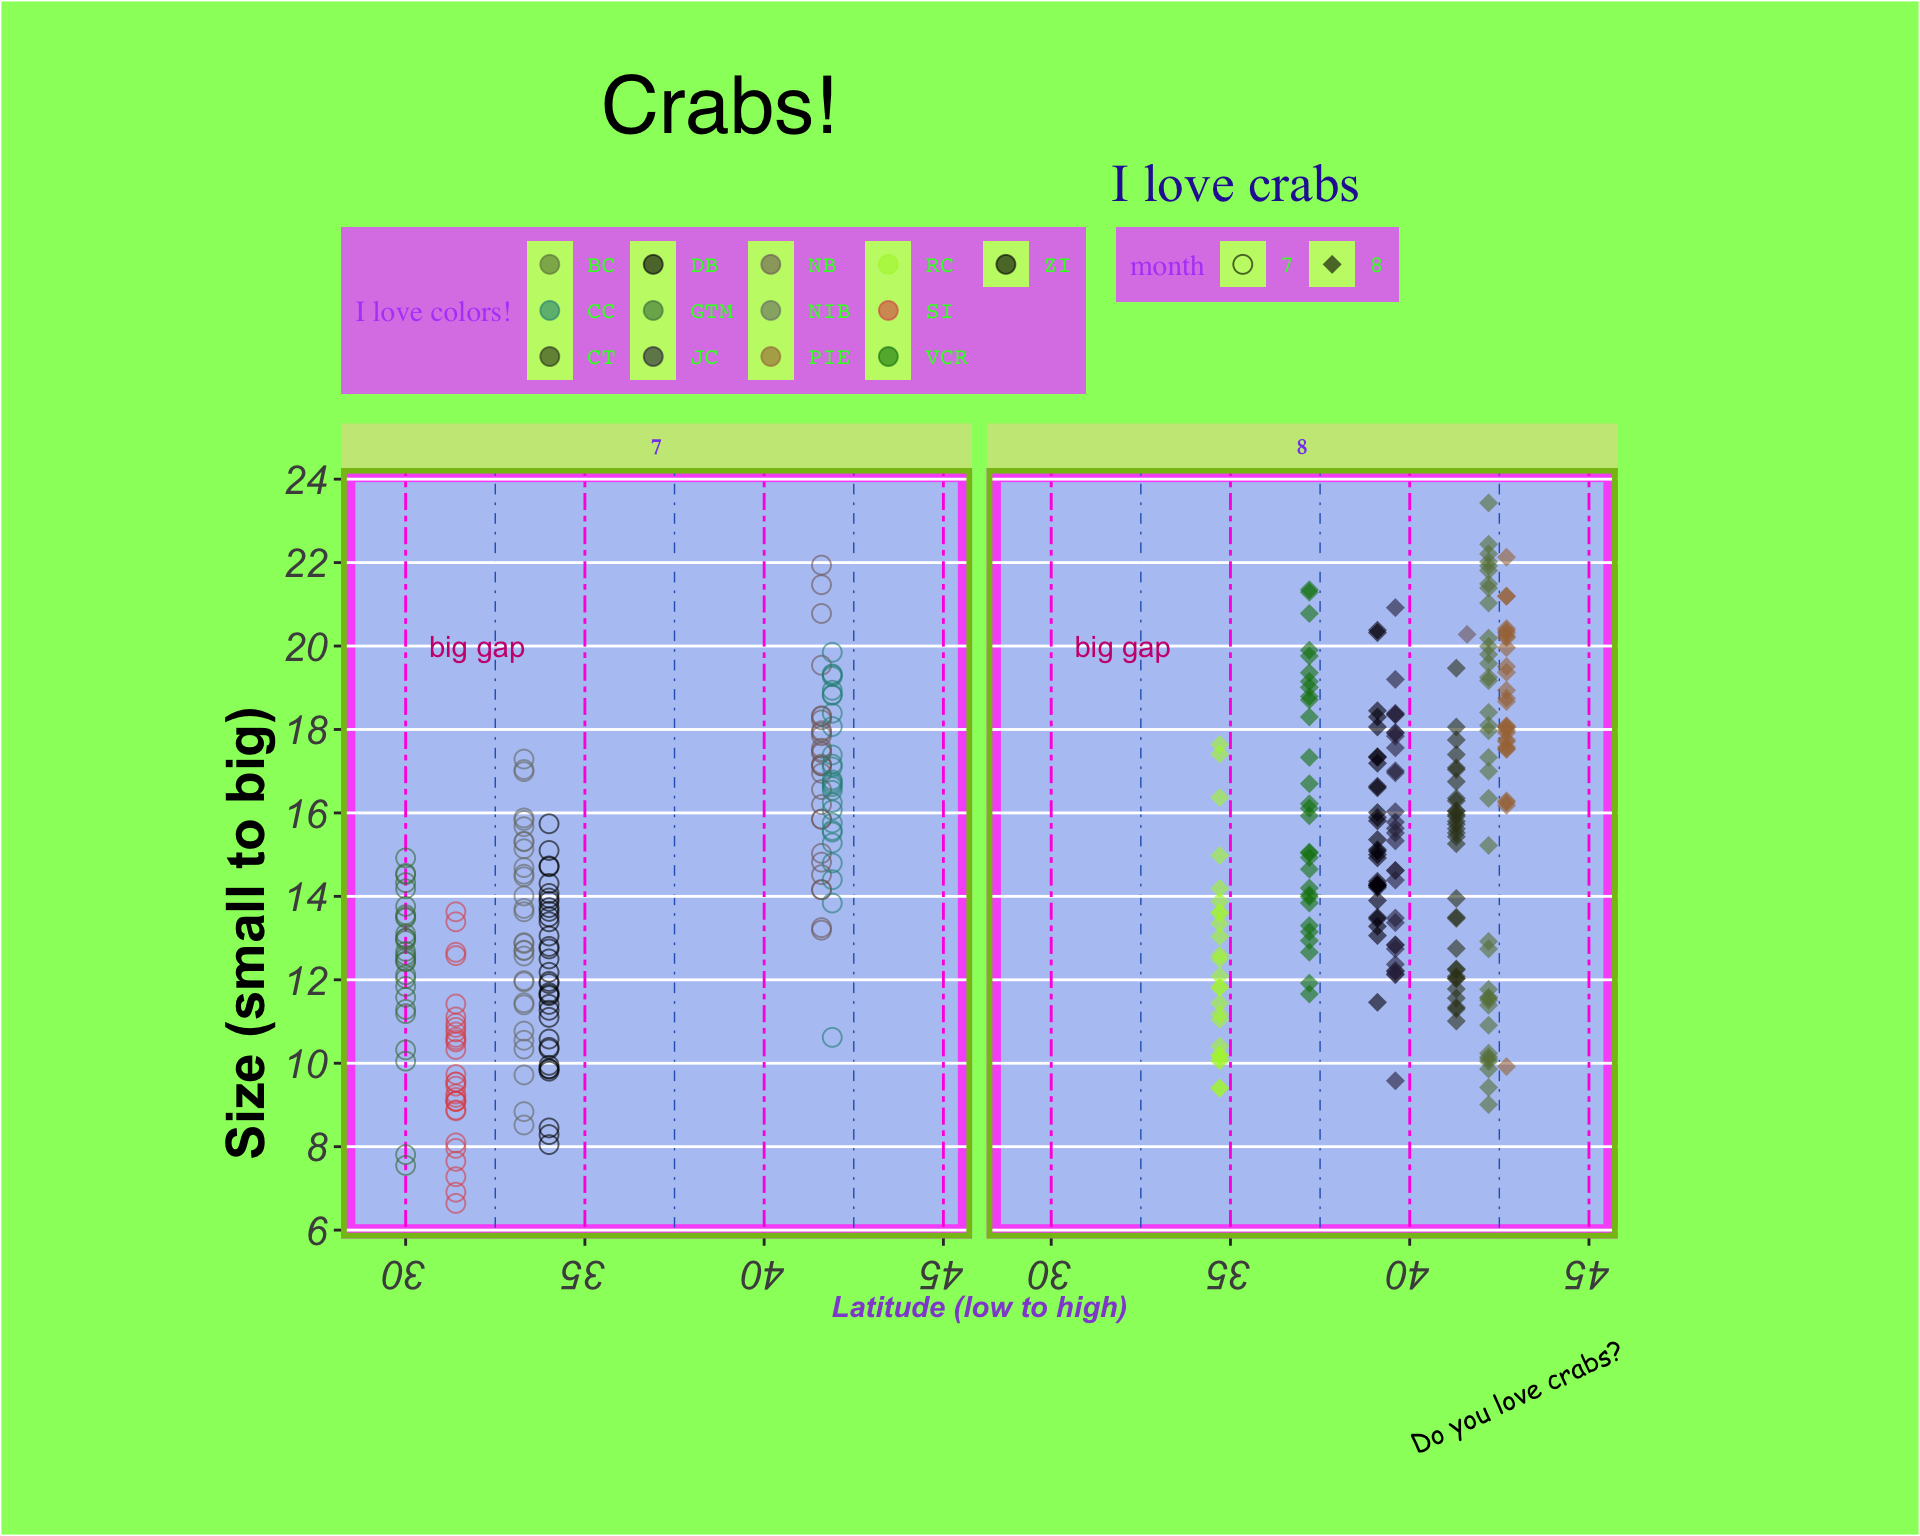 Crabs!
I love crabs
I love colors!
BC DB NB RC ZI
CC GTM NIB SI
CT JC PIE VCR
month 7 8
7 8
24
22
20
18
16
14
12
10
8
6
big gap big gap
Size (small to big)
30 35 40 45 30 35 40 45
Latitude (low to high)
Do you love crabs?